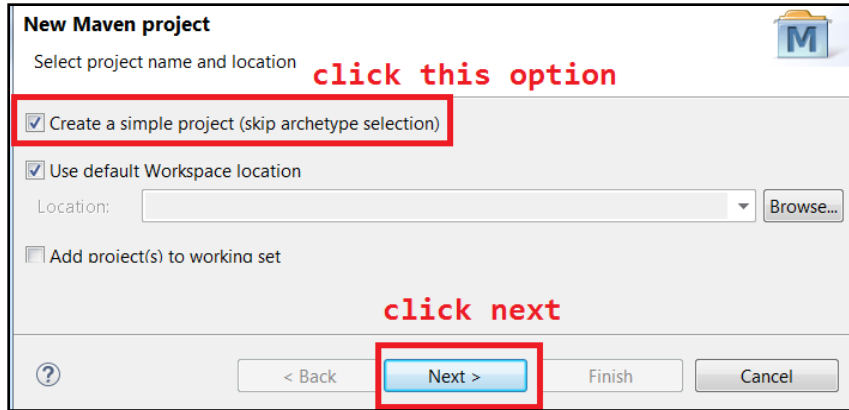 New Maven project
Select project name and location
click this option
Create a simple project (skip archetype selection)
Use default Workspace location
Location:
Browse...
Add project(s) to working set
click next
< Back
Next >
Finish
Cancel